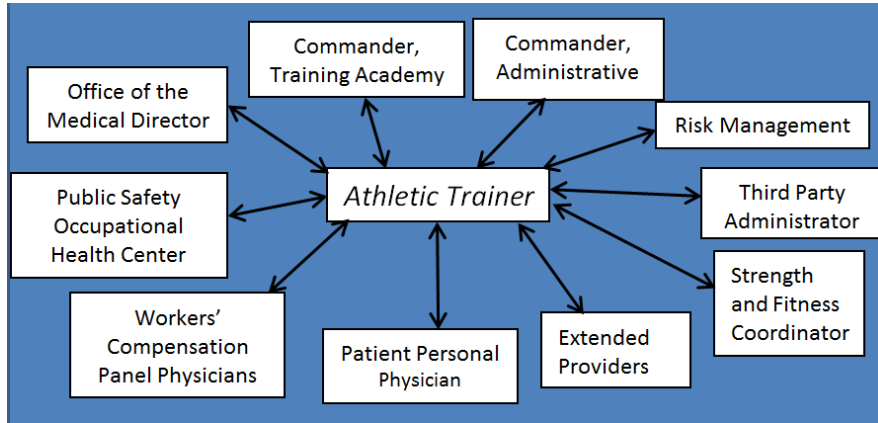 Commander,
Training Academy
Commander,
Administrative
Office of the
Medical Director
Risk Management
Athletic Trainer
Public Safety
Occupational
Health Center
Third Party
Administrator
Strength
and Fitness
Coordinator
Workers’
Compensation
Panel Physicians
Patient Personal
Physician
Extended
Providers